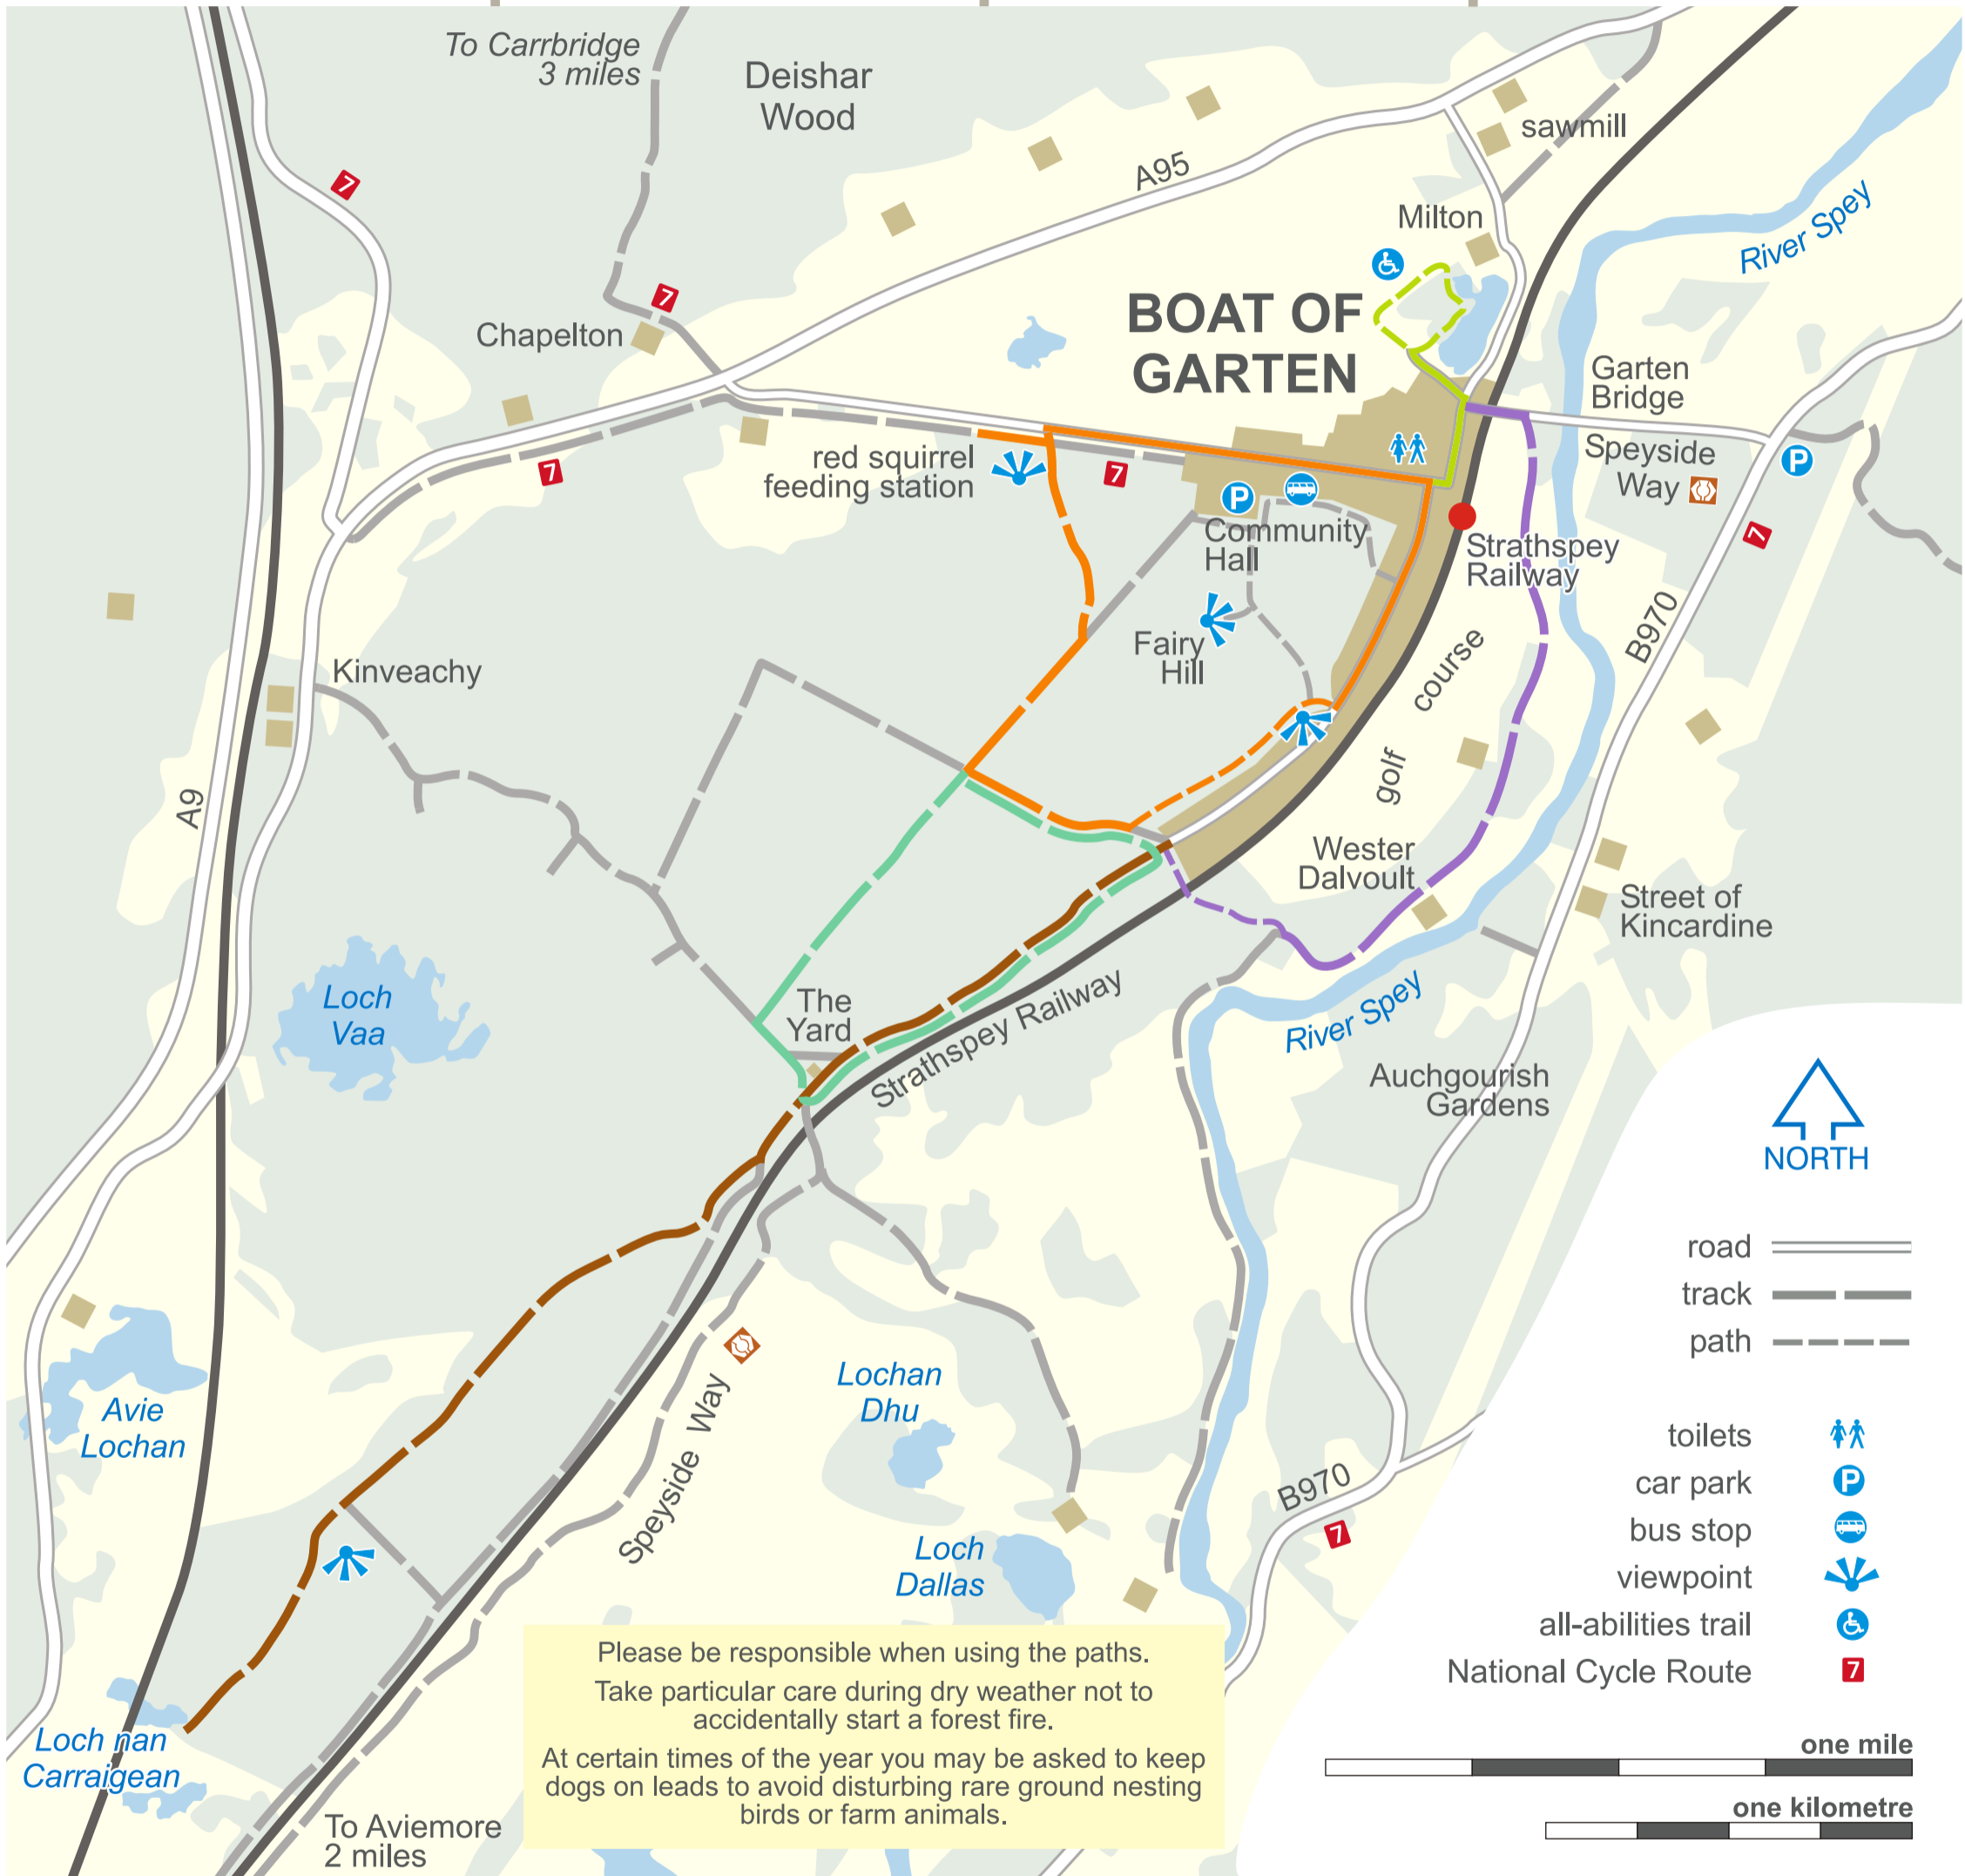 To Carrbridge
3 miles
Deishar
Wood
sawmill
A95
7
Milton
River Spey
BOAT OF
GARTEN
7
Chapelton
Garten
Bridge
red squirrel
feeding station
7
7
P
Speyside
Way
P
Community
Hall
Strathspey
Railway
7
B970
Kinveachy
Fairy
Hill
golf course
A9
Wester
Dalvoult
Street of
Kincardine
Loch
Vaa
The
Yard
Strathspey Railway
River Spey
Auchgourish
Gardens
NORTH
road
track
path
Speyside Way
Lochan
Dhu
Avie
Lochan
B970
7
Loch
Dallas
toilets
car park
P
bus stop
viewpoint
all-abilities trail
National Cycle Route
7
Please be responsible when using the paths.
Take particular care during dry weather not to
accidentally start a forest fire.
At certain times of the year you may be asked to keep
dogs on leads to avoid disturbing rare ground nesting
birds or farm animals.
Loch nan
Carraigean
To Aviemore
2 miles
one mile
one kilometre